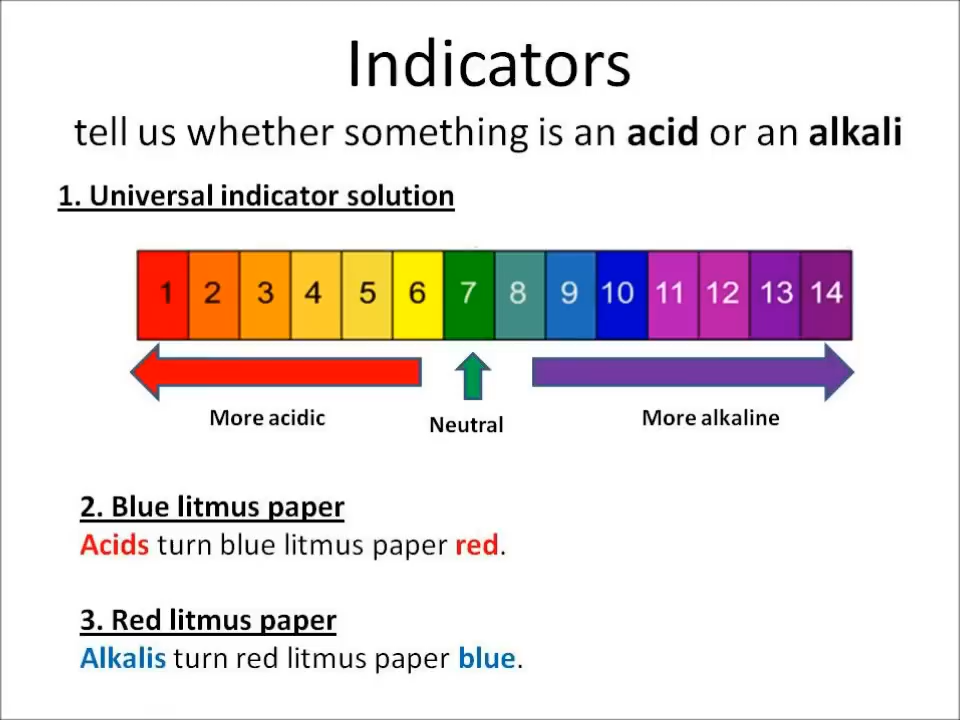 Indicators
tell us whether something is an acid or an alkali
1. Universal indicator solution
1 2 3 4 5 6 7 8 9 10 11 12 13 14
More acidic Neutral More alkaline
2. Blue litmus paper
Acids turn blue litmus paper red.
3. Red litmus paper
Alkalis turn red litmus paper blue.